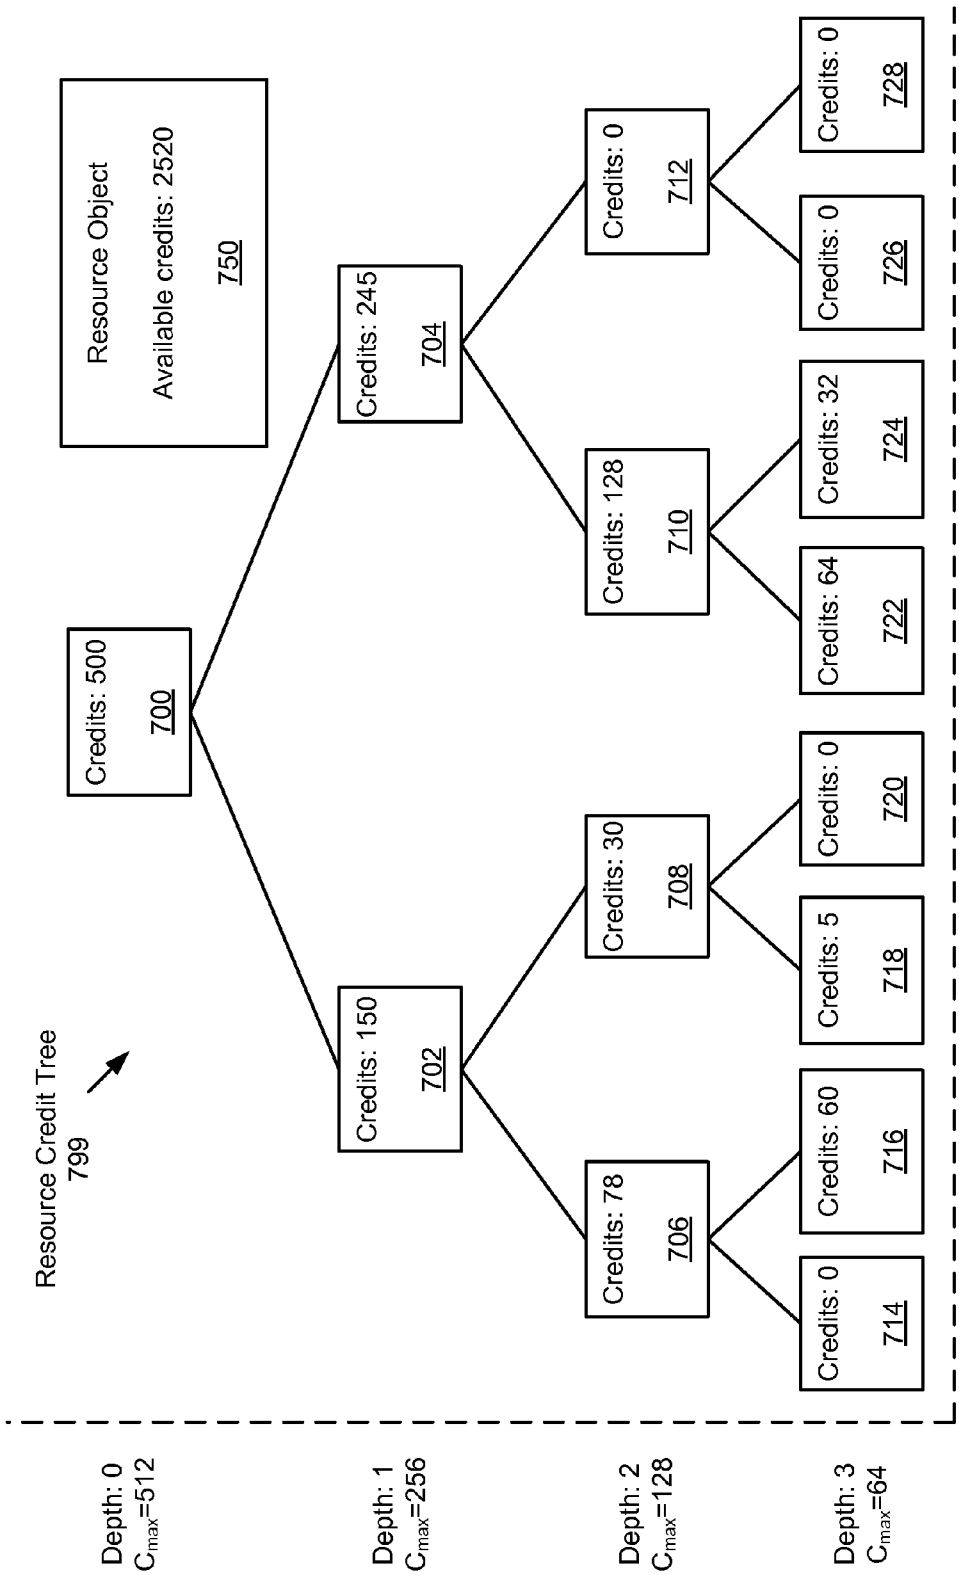 Resource Credit Tree
799
Resource Object
Available credits: 2520
750
Depth: 0
Cmax=512
Credits: 500
700
Depth: 1
Cmax=256
Credits: 150
702
Credits: 245
704
Depth: 2
Cmax=128
Credits: 78
706
Credits: 30
708
Credits: 128
710
Credits: 0
712
Depth: 3
Cmax=64
Credits: 0
714
Credits: 60
716
Credits: 5
718
Credits: 0
720
Credits: 64
722
Credits: 32
724
Credits: 0
726
Credits: 0
728